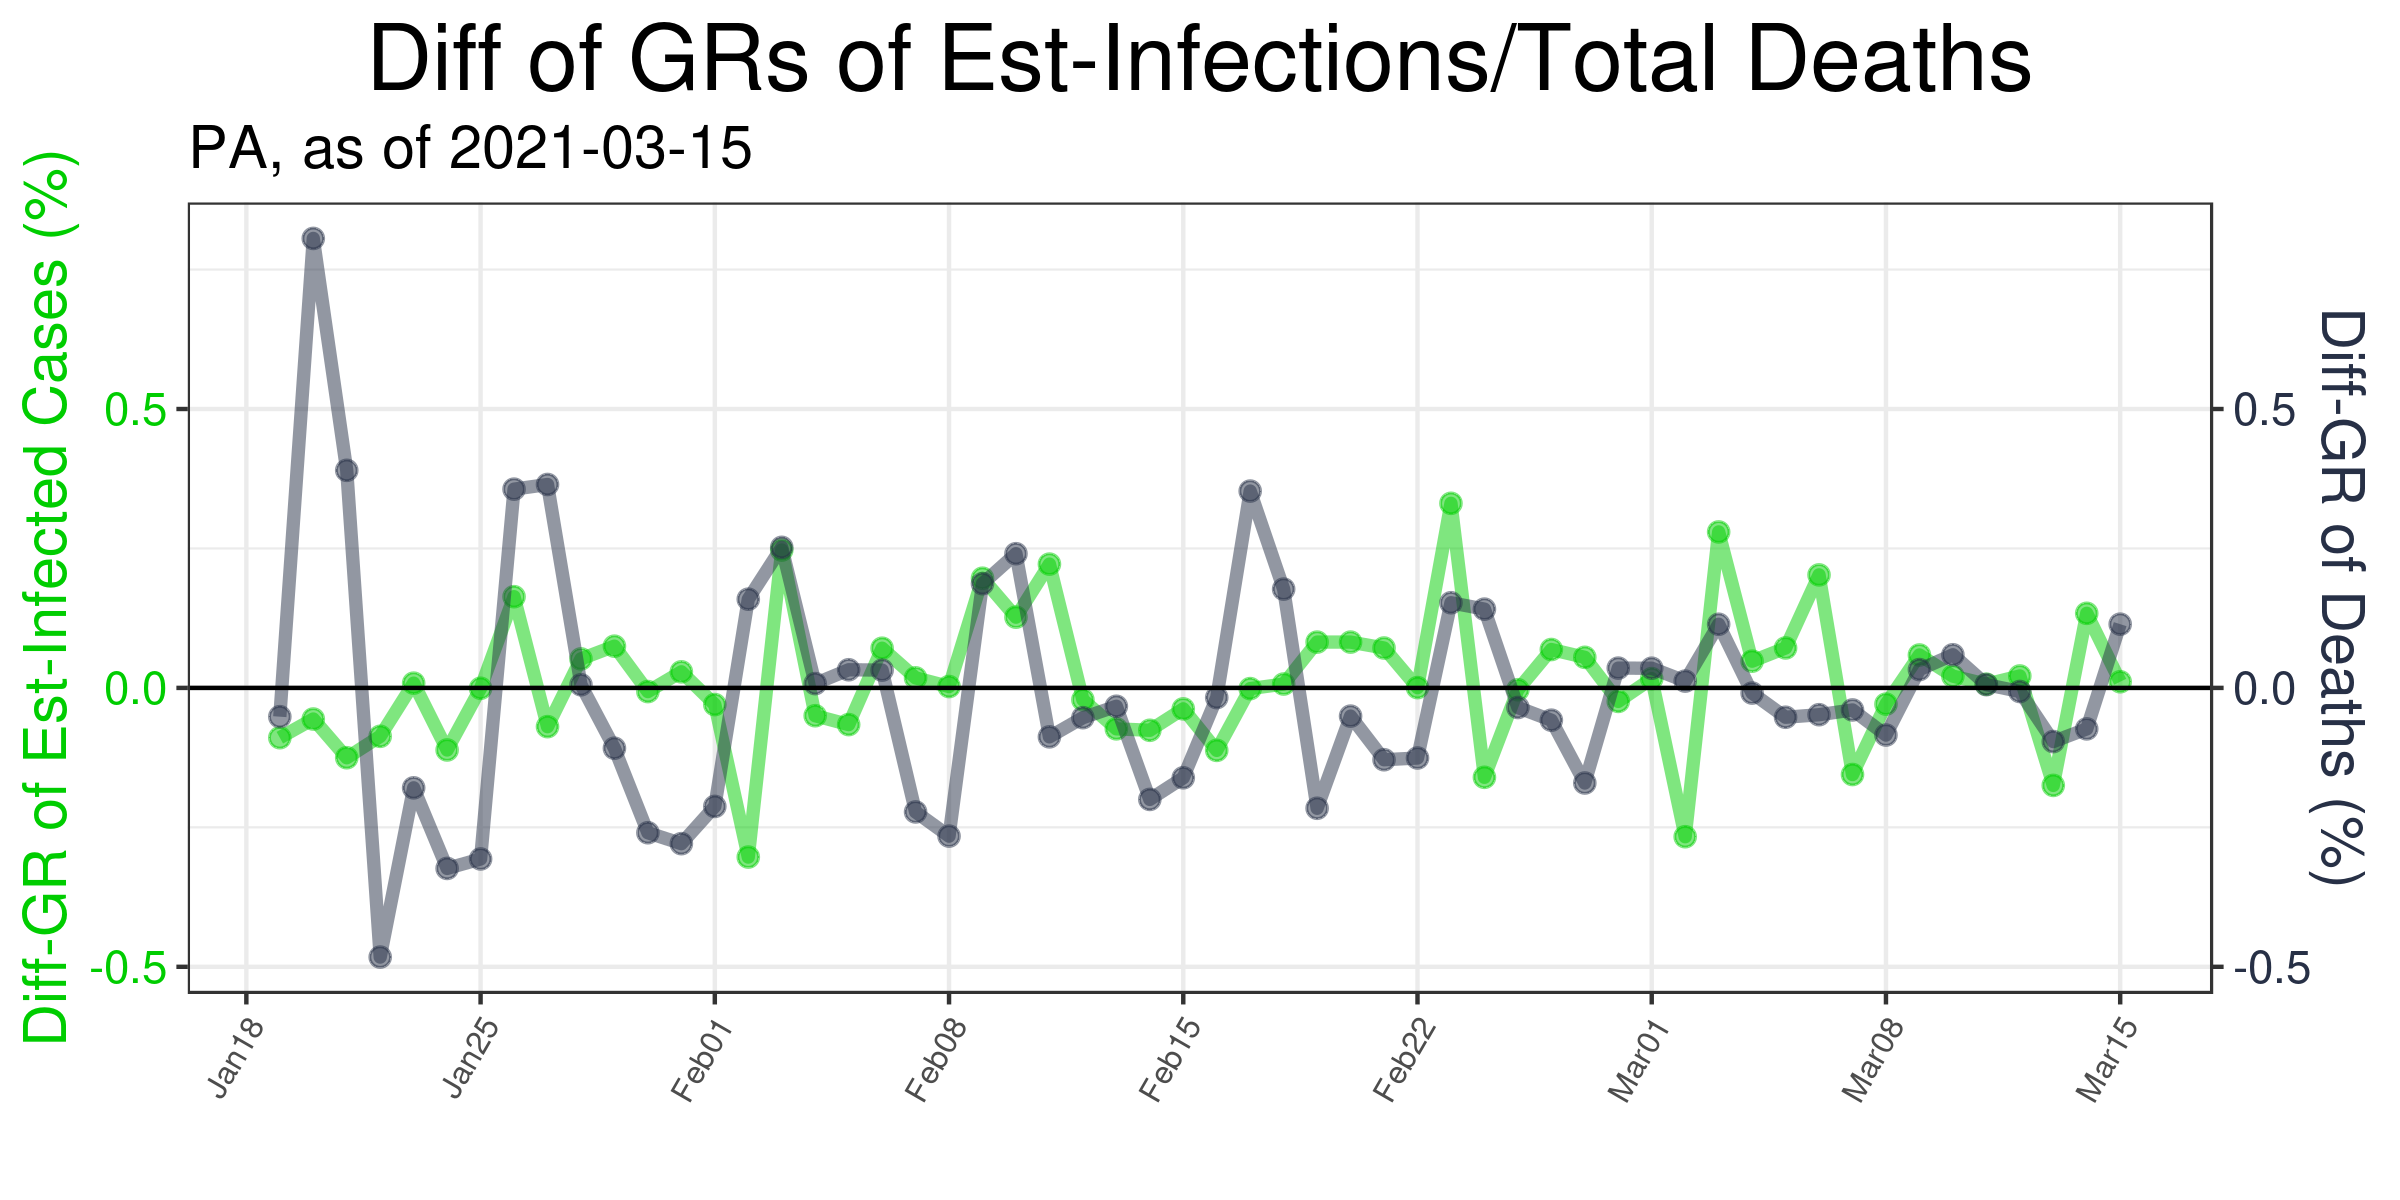 Diff of GRs of Est-Infections/Total Deaths
PA, as of 2021-03-15
Diff-GR of Est-Infected Cases (%)
0.5
0.0
-0.5
0.5
0.0
-0.5
Diff-GR of Deaths (%)
Jan18
Jan25
Feb01
Feb08
Feb15
Feb22
Mar01
Mar08
Mar15